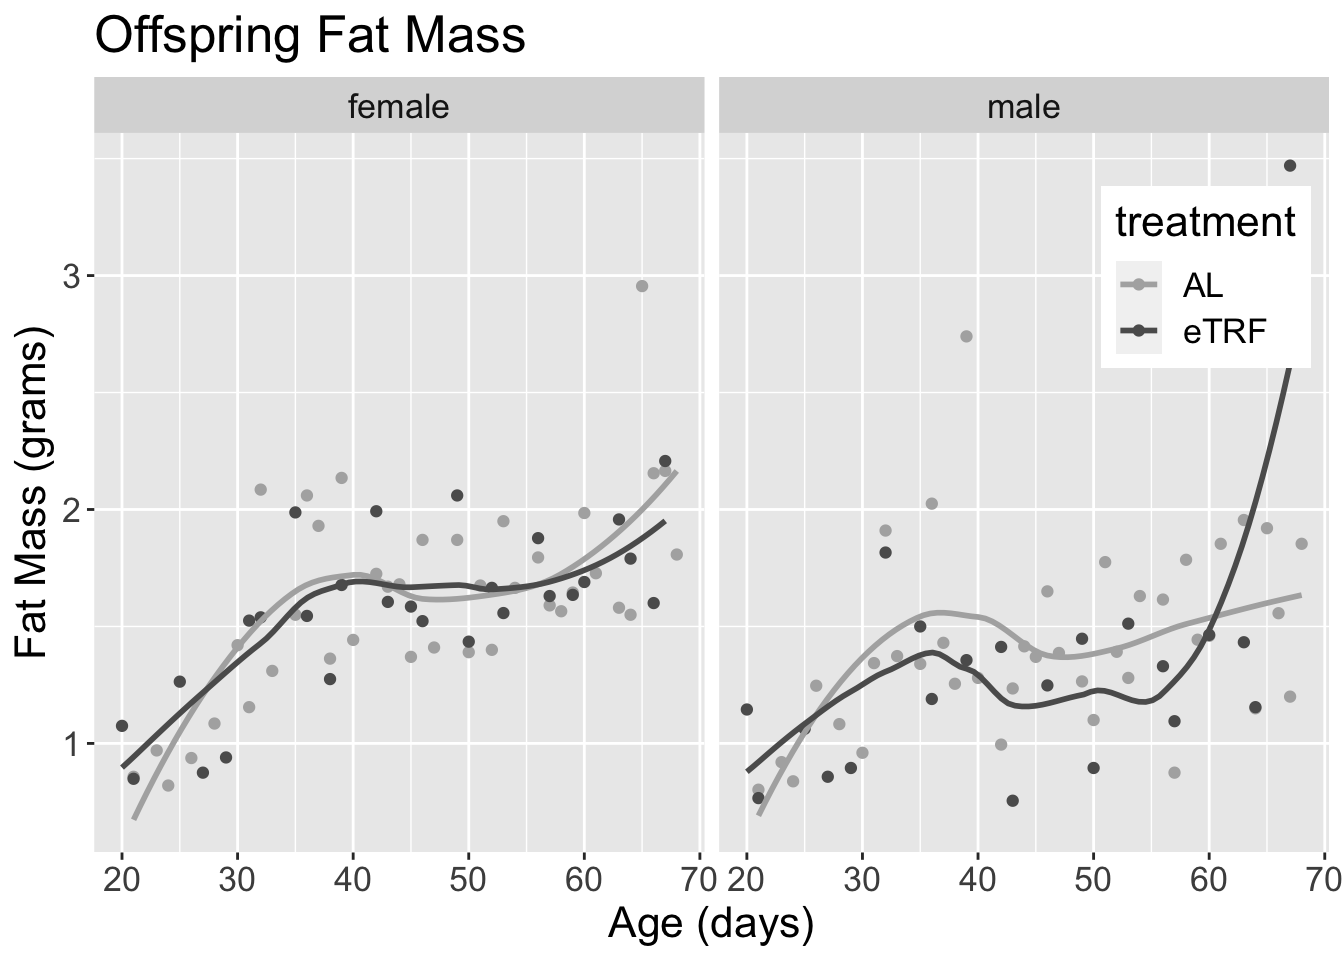 Offspring Fat Mass
female
male
treatment
AL
eTRF
3
2
1
20 30 40 50 60 70 20 30 40 50 60 70
Age (days)
Fat Mass (grams)